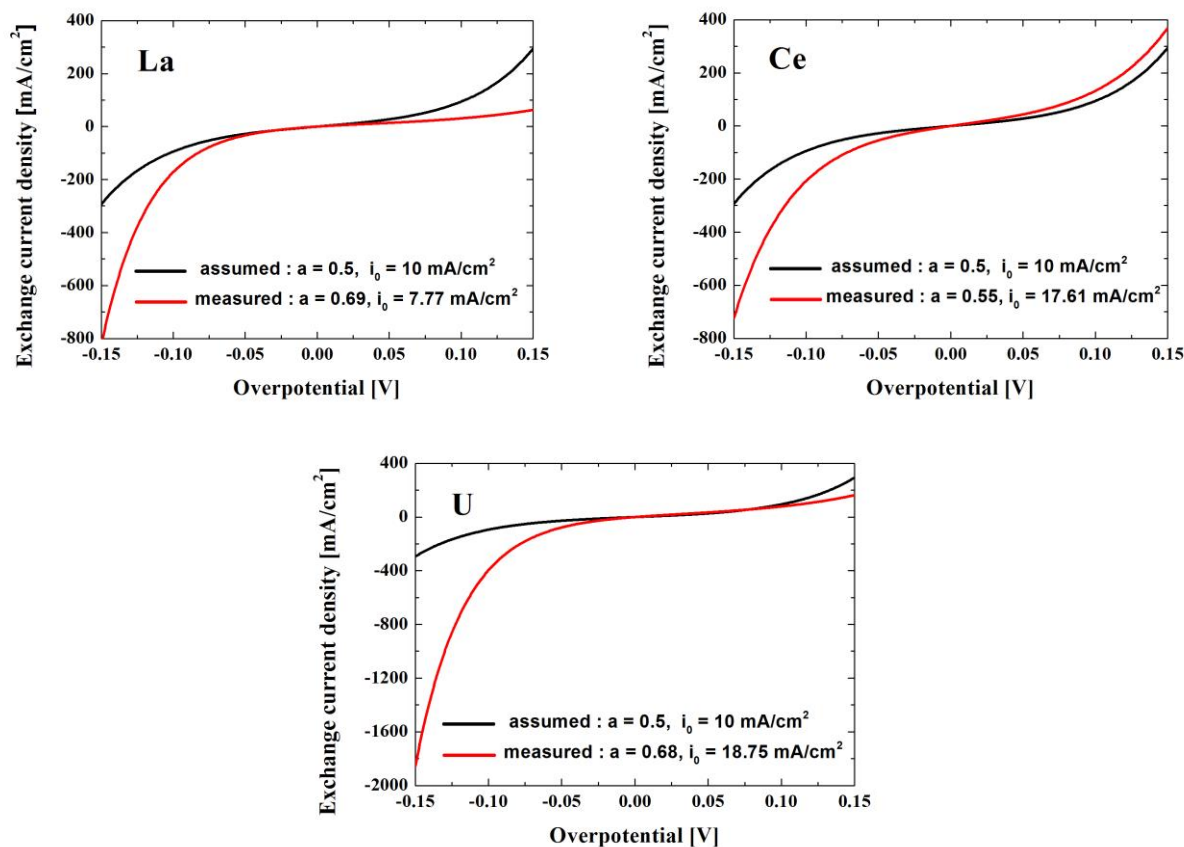 La
Exchange current density [mA/cm²]
400
200
0
-200
-400
-600
-800
assumed : a = 0.5, i₀ = 10 mA/cm²
measured : a = 0.69, i₀ = 7.77 mA/cm²
-0.15 -0.10 -0.05 0.00 0.05 0.10 0.15
Overpotential [V]
Ce
Exchange current density [mA/cm²]
400
200
0
-200
-400
-600
-800
assumed : a = 0.5, i₀ = 10 mA/cm²
measured : a = 0.55, i₀ = 17.61 mA/cm²
-0.15 -0.10 -0.05 0.00 0.05 0.10 0.15
Overpotential [V]
U
Exchange current density [mA/cm²]
400
0
-400
-800
-1200
-1600
-2000
assumed : a = 0.5, i₀ = 10 mA/cm²
measured : a = 0.68, i₀ = 18.75 mA/cm²
-0.15 -0.10 -0.05 0.00 0.05 0.10 0.15
Overpotential [V]